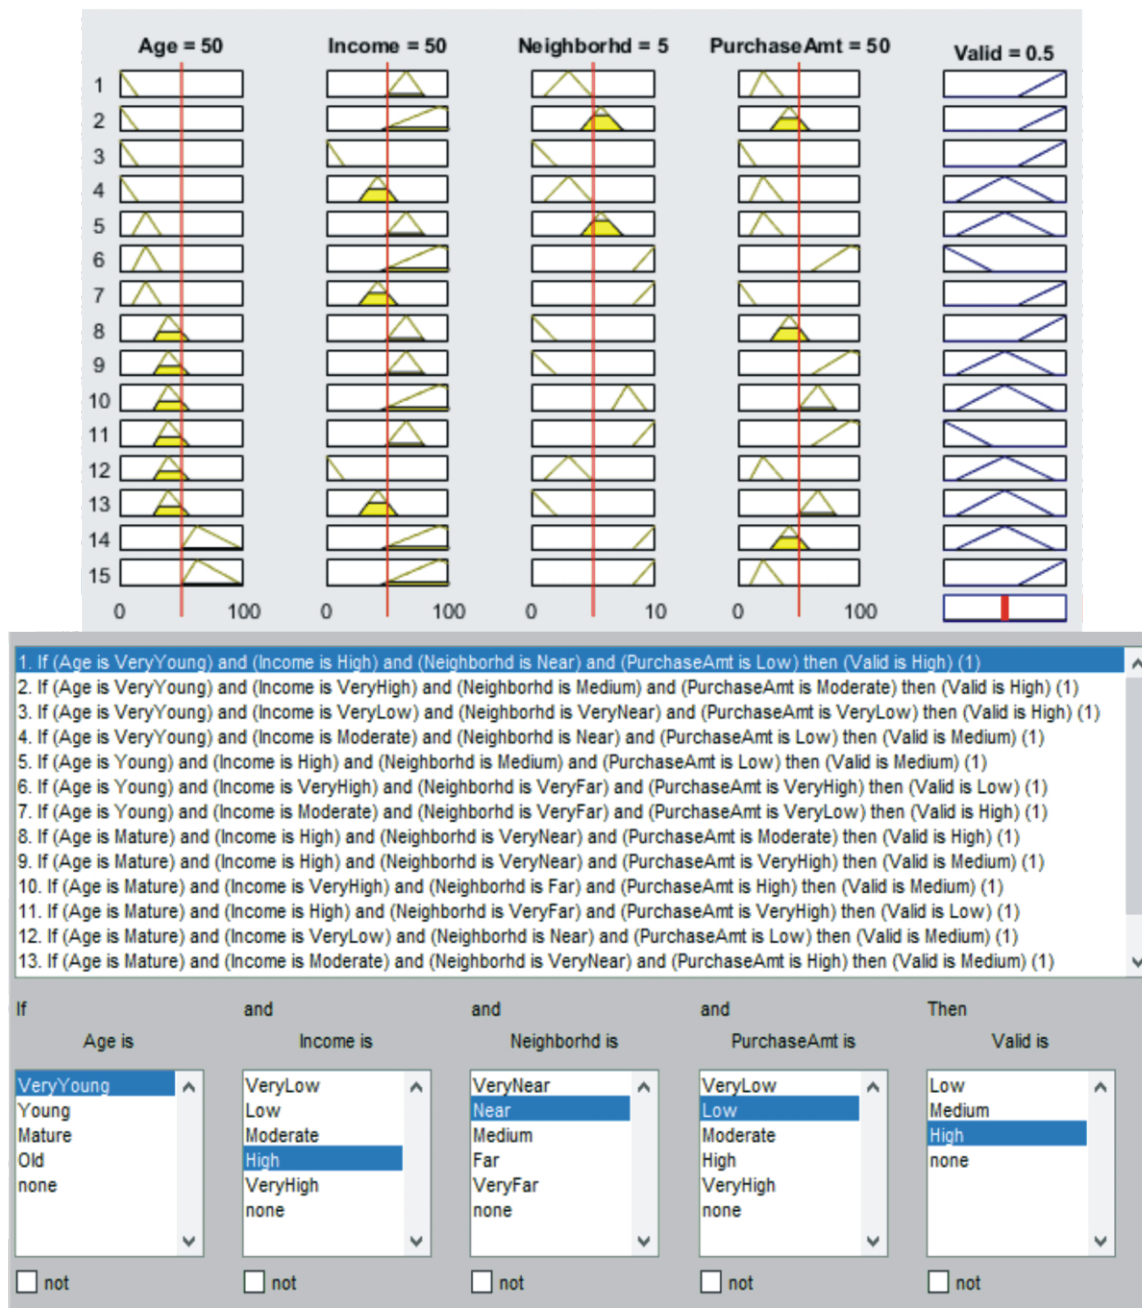 Age = 50 Income = 50 Neighborhd = 5 PurchaseAmt = 50 Valid = 0.5
1
2
3
4
5
6
7
8
9
10
11
12
13
14
15
0 100 0 100 0 10 0 100
1. If (Age is VeryYoung) and (Income is High) and (Neighborhd is Near) and (PurchaseAmt is Low) then (Valid is High) (1)
2. If (Age is VeryYoung) and (Income is VeryHigh) and (Neighborhd is Medium) and (PurchaseAmt is Moderate) then (Valid is High) (1)
3. If (Age is VeryYoung) and (Income is VeryLow) and (Neighborhd is VeryNear) and (PurchaseAmt is VeryLow) then (Valid is High) (1)
4. If (Age is VeryYoung) and (Income is Moderate) and (Neighborhd is Near) and (PurchaseAmt is Low) then (Valid is Medium) (1)
5. If (Age is Young) and (Income is High) and (Neighborhd is Medium) and (PurchaseAmt is Low) then (Valid is Medium) (1)
6. If (Age is Young) and (Income is VeryHigh) and (Neighborhd is VeryFar) and (PurchaseAmt is VeryHigh) then (Valid is Low) (1)
7. If (Age is Young) and (Income is Moderate) and (Neighborhd is VeryFar) and (PurchaseAmt is VeryLow) then (Valid is High) (1)
8. If (Age is Mature) and (Income is High) and (Neighborhd is VeryNear) and (PurchaseAmt is Moderate) then (Valid is High) (1)
9. If (Age is Mature) and (Income is High) and (Neighborhd is VeryNear) and (PurchaseAmt is VeryHigh) then (Valid is Medium) (1)
10. If (Age is Mature) and (Income is VeryHigh) and (Neighborhd is Far) and (PurchaseAmt is High) then (Valid is Medium) (1)
11. If (Age is Mature) and (Income is High) and (Neighborhd is VeryFar) and (PurchaseAmt is VeryHigh) then (Valid is Low) (1)
12. If (Age is Mature) and (Income is VeryLow) and (Neighborhd is Near) and (PurchaseAmt is Low) then (Valid is Medium) (1)
13. If (Age is Mature) and (Income is Moderate) and (Neighborhd is VeryNear) and (PurchaseAmt is High) then (Valid is Medium) (1)
If and and and Then
Age is Income is Neighborhd is PurchaseAmt is Valid is
VeryYoung VeryLow VeryNear VeryLow Low
Young Low Near Low Medium
Mature Moderate Medium Moderate High
Old High Far High none
none VeryHigh VeryFar VeryHigh
none none none
not not not not not